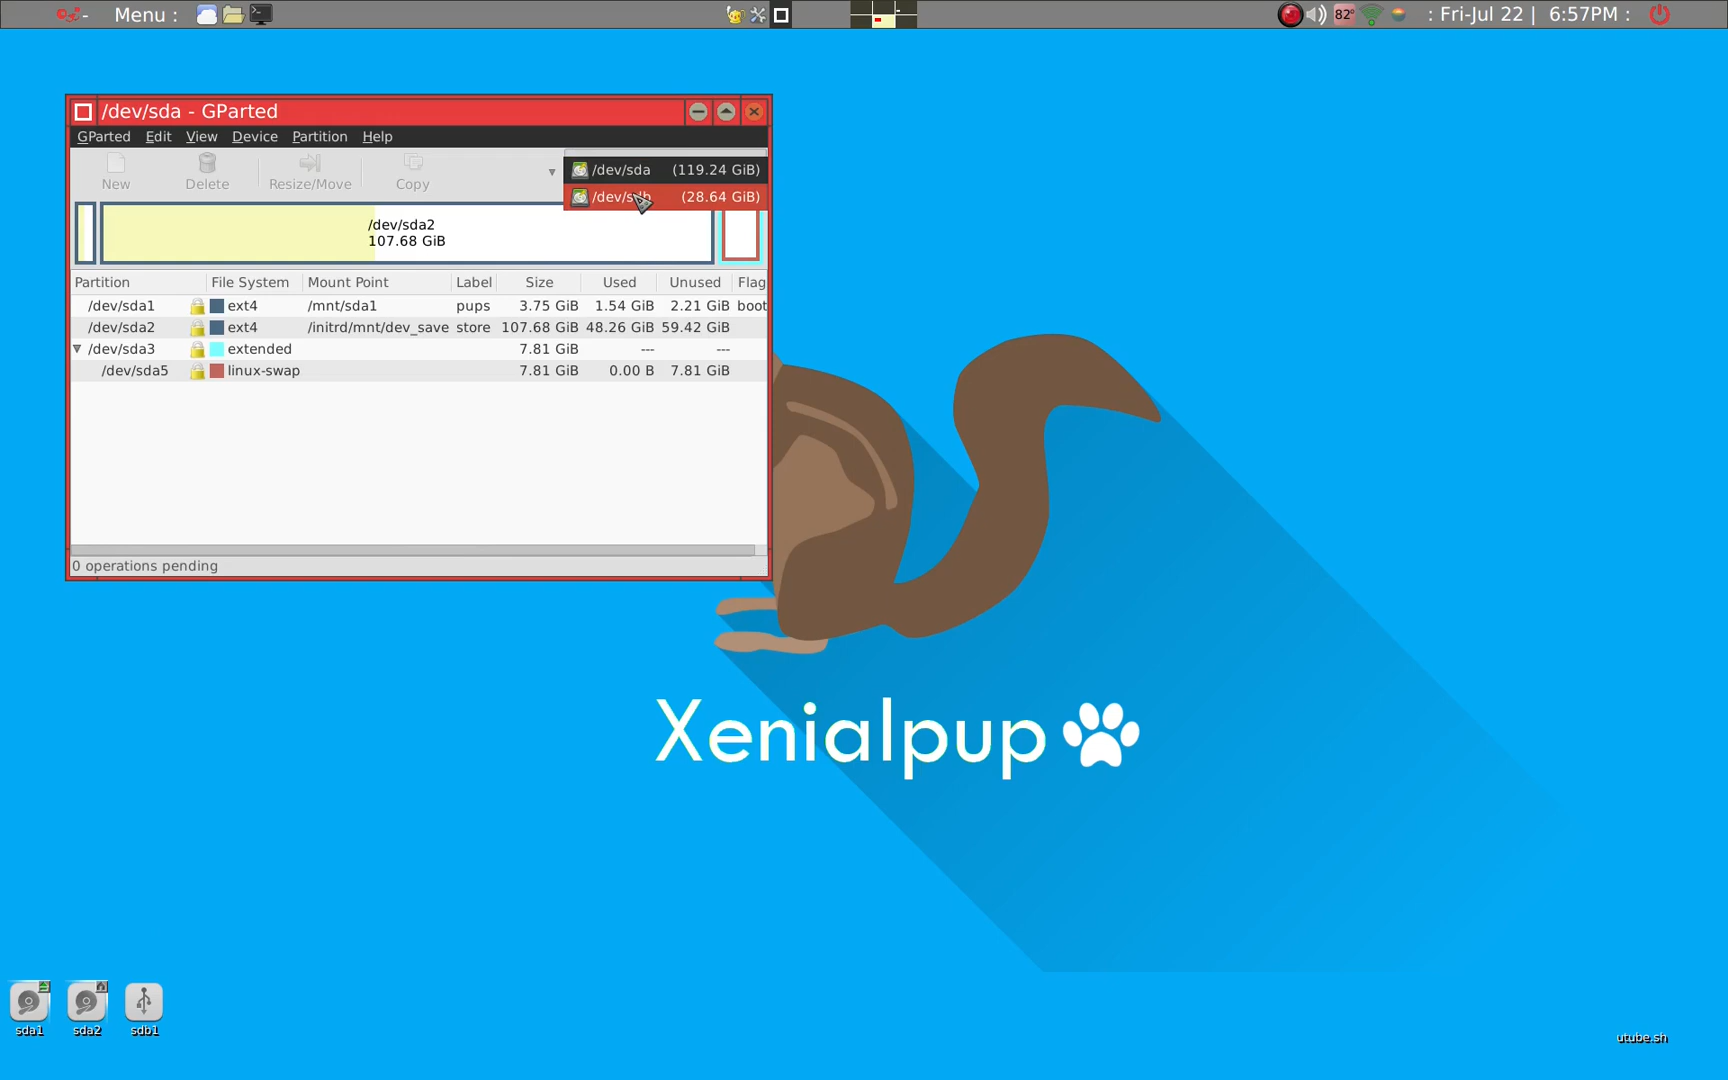 Menu :
82°
: Fri-Jul 22 | 6:57PM :
/dev/sda - GParted
GParted Edit View Device Partition Help
New Delete Resize/Move Copy
/dev/sda (119.24 GiB)
/dev/sdb (28.64 GiB)
/dev/sda2
107.68 GiB
Partition File System Mount Point Label Size Used Unused Flag
/dev/sda1 ext4 /mnt/sda1 pups 3.75 GiB 1.54 GiB 2.21 GiB boot
/dev/sda2 ext4 /initrd/mnt/dev_save store 107.68 GiB 48.26 GiB 59.42 GiB
/dev/sda3 extended 7.81 GiB --- ---
/dev/sda5 linux-swap 7.81 GiB 0.00 B 7.81 GiB
0 operations pending
Xenialpup
sda1 sda2 sdb1
utube.sh